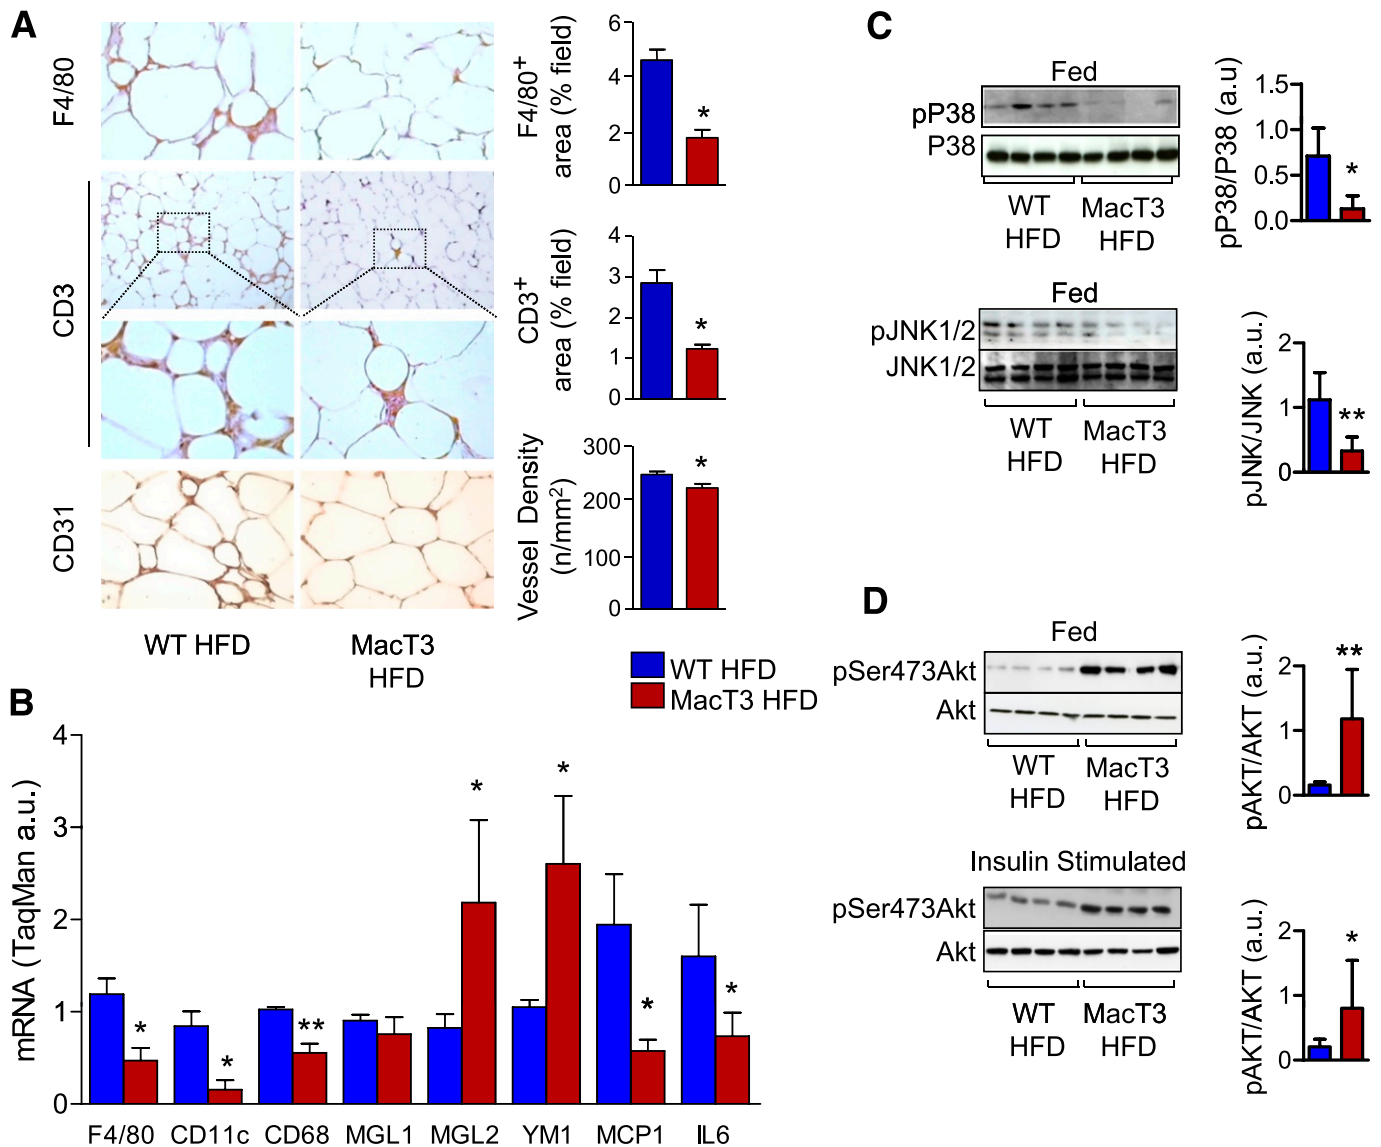 A
F4/80
CD3
CD31
WT HFD
MacT3
HFD
F4/80+
area (% field)
6
4
2
0
*
CD3+
area (% field)
4
3
2
1
0
*
Vessel Density
(n/mm2)
300
200
100
0
*
WT HFD
MacT3 HFD
B
mRNA (TaqMan a.u.)
4
3
2
1
0
*
*
**
*
*
*
*
F4/80 CD11c CD68 MGL1 MGL2 YM1 MCP1 IL6
C
Fed
pP38
P38
WT
HFD
MacT3
HFD
pP38/P38 (a.u)
1.5
1.0
0.5
0.0
*
Fed
pJNK1/2
JNK1/2
WT
HFD
MacT3
HFD
pJNK/JNK (a.u.)
2
1
0
**
D
Fed
pSer473Akt
Akt
WT
HFD
MacT3
HFD
pAKT/AKT (a.u.)
2
1
0
**
Insulin Stimulated
pSer473Akt
Akt
WT
HFD
MacT3
HFD
pAKT/AKT (a.u.)
2
1
0
*